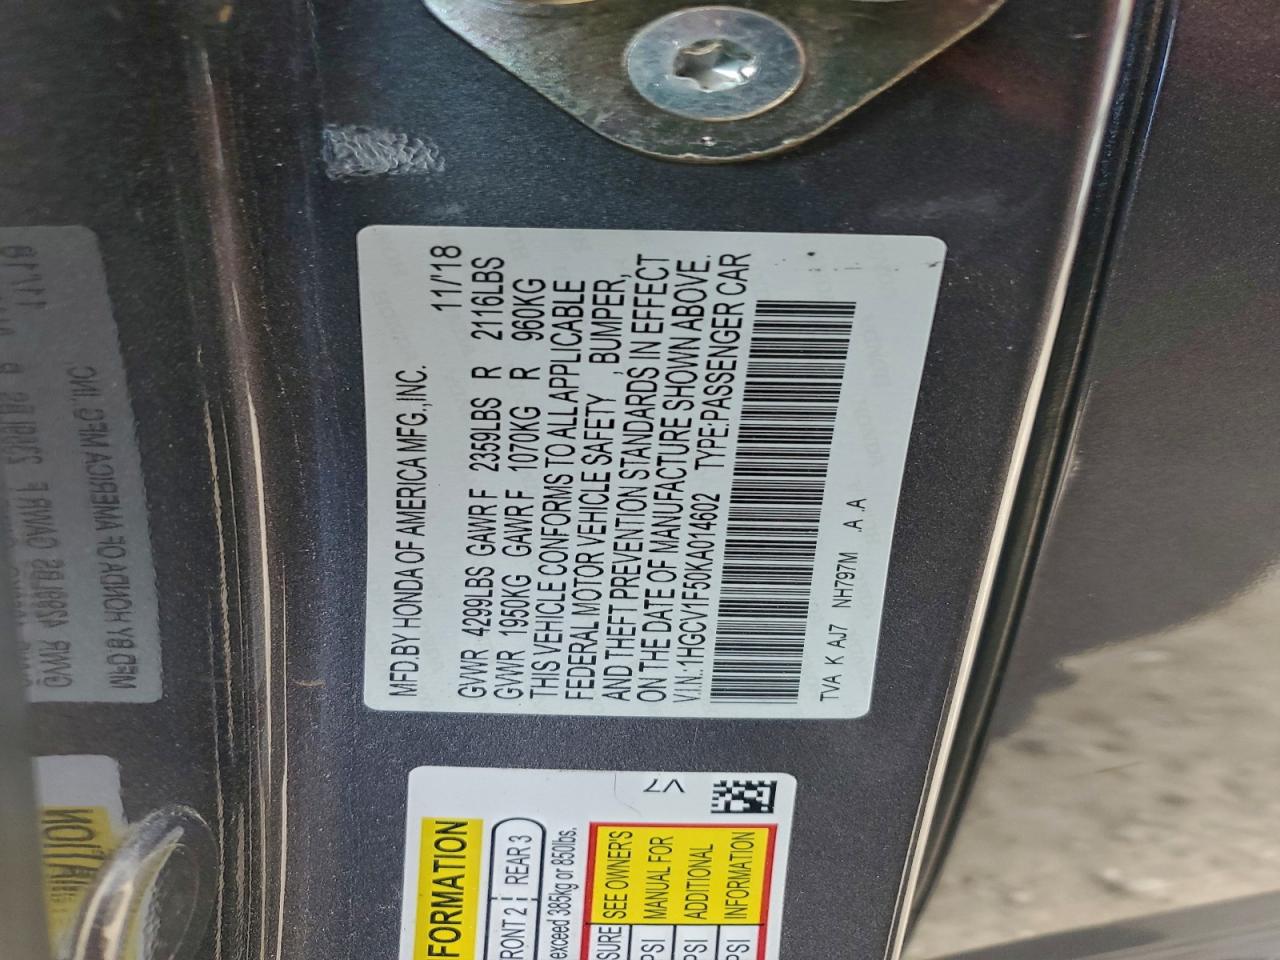 MFD.BY HONDA OF AMERICA MFG.,INC. 11/'18
GVWR 4299LBS GAWR F 2359LBS R 2116LBS
GVWR 1950KG GAWR F 1070KG R 960KG
THIS VEHICLE CONFORMS TO ALL APPLICABLE
FEDERAL MOTOR VEHICLE SAFETY ,BUMPER,
AND THEFT PREVENTION STANDARDS IN EFFECT
ON THE DATE OF MANUFACTURE SHOWN ABOVE.
V.I.N.:1HGCV1F50KA014602 TYPE:PASSENGER CAR
TVA K AJ7 NH797M .A .A
V7
FORMATION
RONT 2 REAR 3
exceed 385kg or 850lbs.
SURE SEE OWNER'S
PSI MANUAL FOR
PSI ADDTIONAL
PSI INFORMATION